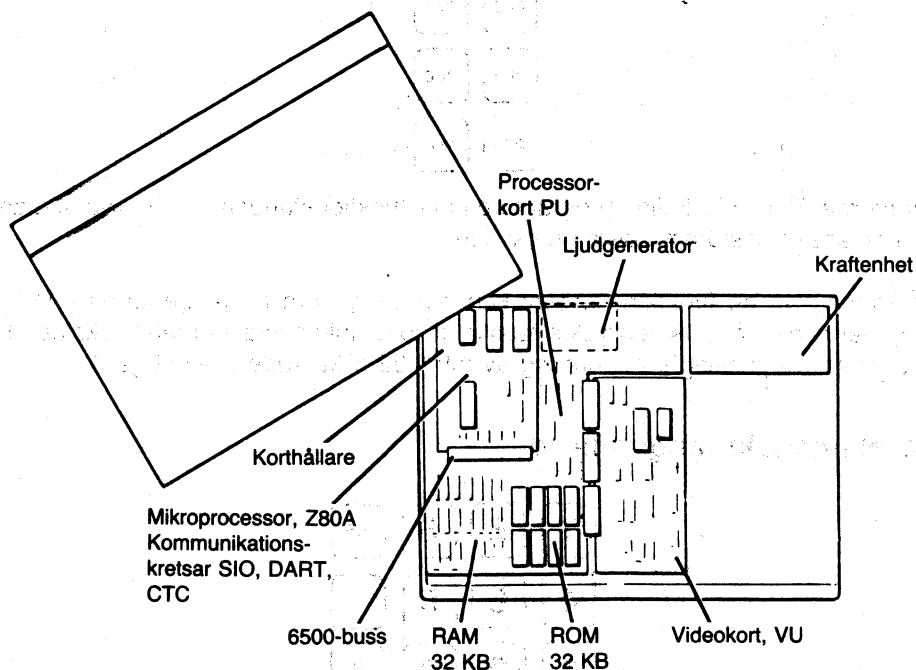 Processor-
kort PU
Ljudgenerator
Kraftenhet
Korthållare
Mikroprocessor, Z80A
Kommunikations-
kretsar SIO, DART,
CTC
6500-buss
RAM
32 KB
ROM
32 KB
Videokort, VU